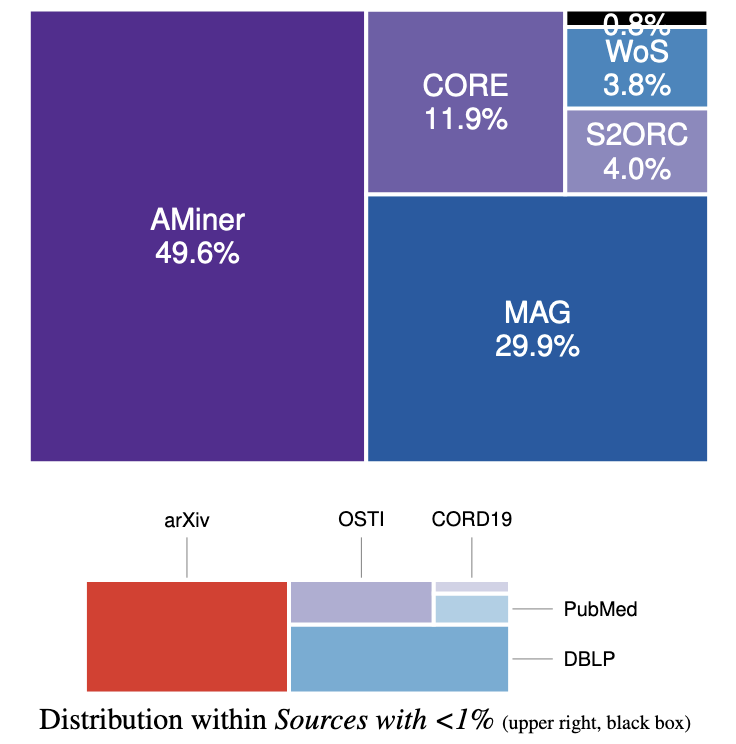 AMiner
49.6%
CORE
11.9%
0.8%
WoS
3.8%
S2ORC
4.0%
MAG
29.9%
arXiv
OSTI
CORD19
PubMed
DBLP
Distribution within Sources with <1% (upper right, black box)